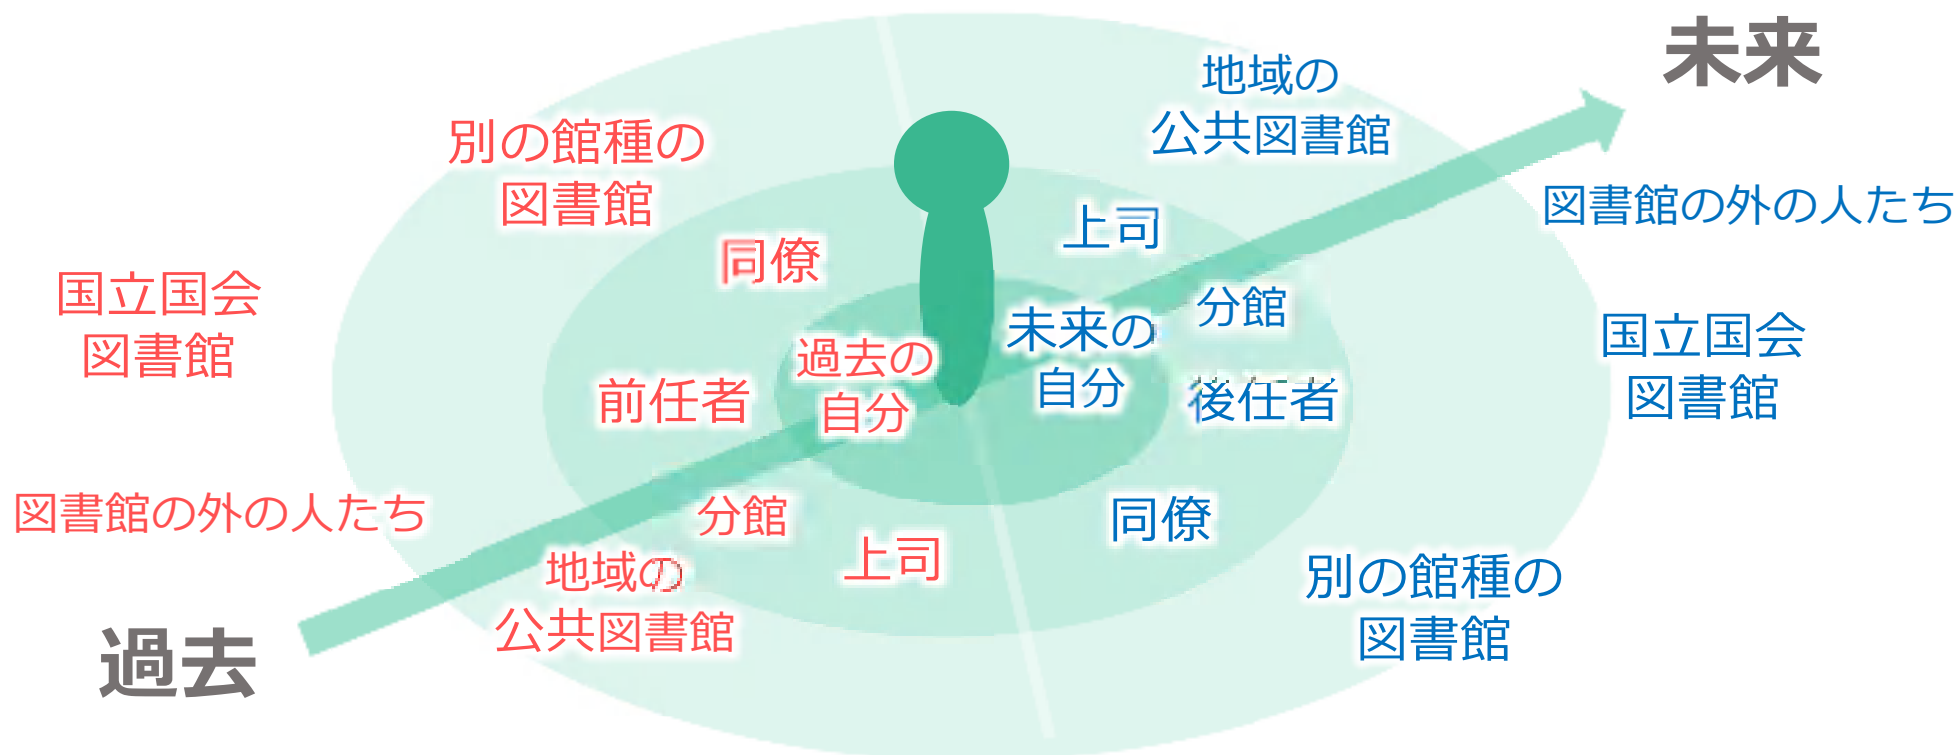 未来
地域の
公共図書館
別の館種の
図書館
図書館の外の人たち
上司
同僚
国立国会
図書館
分館
未来の
自分
国立国会
図書館
過去の
自分
前任者
後任者
図書館の外の人たち
分館
同僚
上司
地域の
公共図書館
別の館種の
図書館
過去